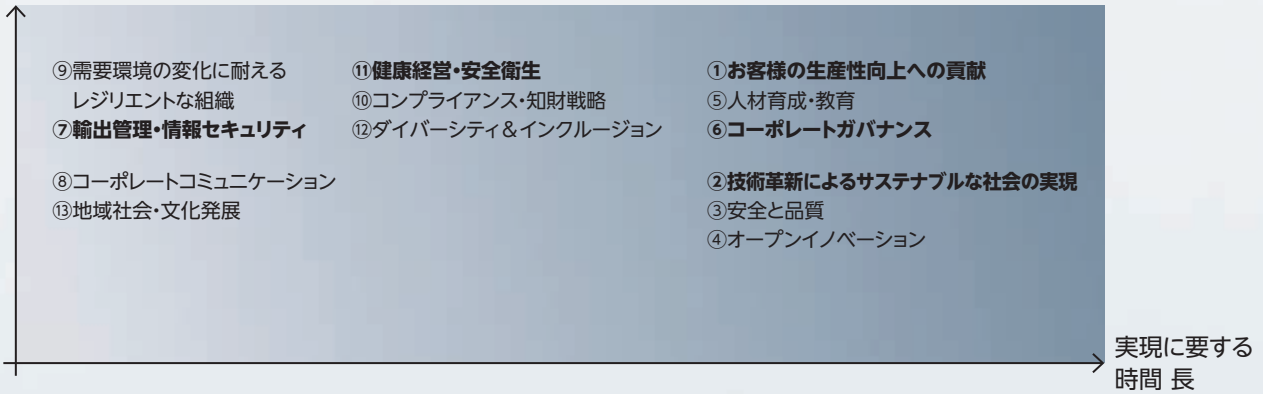 ⑨需要環境の変化に耐える
レジリエントな組織
⑦輸出管理・情報セキュリティ
⑧コーポレートコミュニケーション
⑬地域社会・文化発展
⑪健康経営・安全衛生
⑩コンプライアンス・知財戦略
⑫ダイバーシティ&インクルージョン
①お客様の生産性向上への貢献
⑤人材育成・教育
⑥コーポレートガバナンス
②技術革新によるサステナブルな社会の実現
③安全と品質
④オープンイノベーション
実現に要する
時間 長